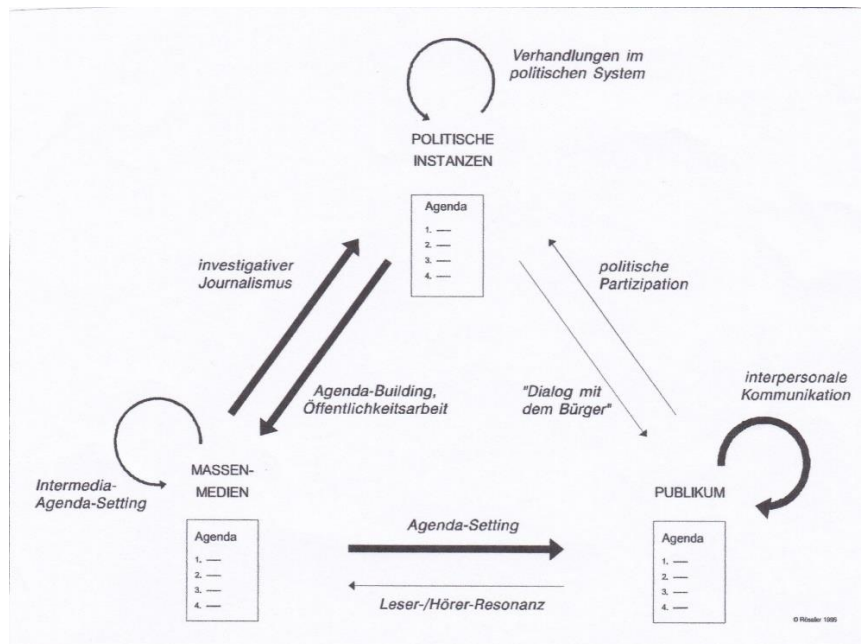 Verhandlungen im
politischen System
POLITISCHE
INSTANZEN
Agenda
1. —
2. —
3. —
4. —
investigativer
Journalismus
politische
Partizipation
Agenda-Building,
Öffentlichkeitsarbeit
"Dialog mit
dem Bürger"
interpersonale
Kommunikation
Intermedia-
Agenda-Setting
MASSEN-
MEDIEN
Agenda
1. —
2. —
3. —
4. —
Agenda-Setting
Leser-/Hörer-Resonanz
PUBLIKUM
Agenda
1. —
2. —
3. —
4. —